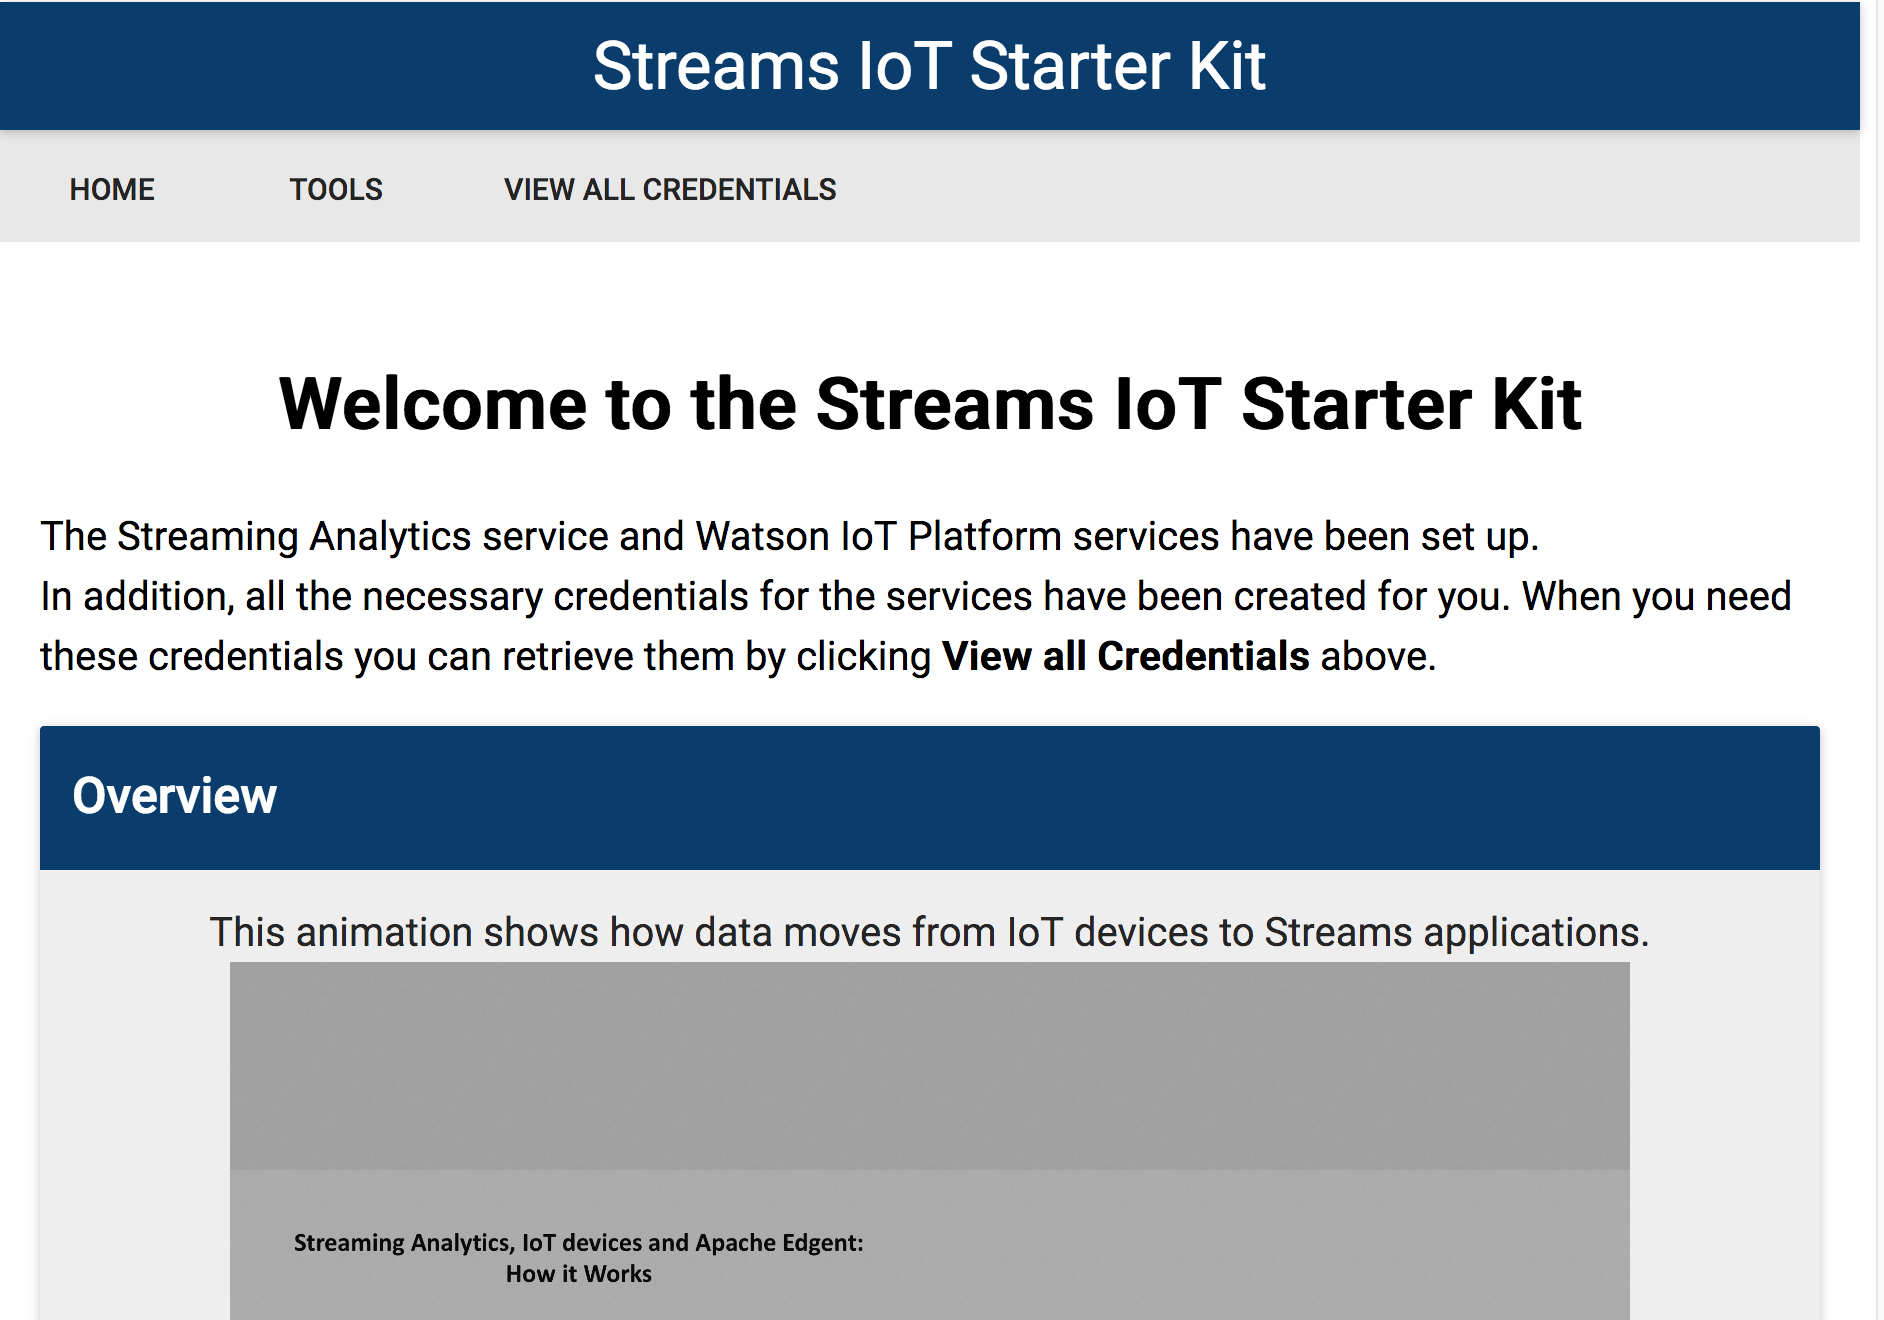 Streams IoT Starter Kit
HOME TOOLS VIEW ALL CREDENTIALS
Welcome to the Streams IoT Starter Kit
The Streaming Analytics service and Watson IoT Platform services have been set up.
In addition, all the necessary credentials for the services have been created for you. When you need
these credentials you can retrieve them by clicking View all Credentials above.
Overview
This animation shows how data moves from IoT devices to Streams applications.
Streaming Analytics, IoT devices and Apache Edgent:
How it Works